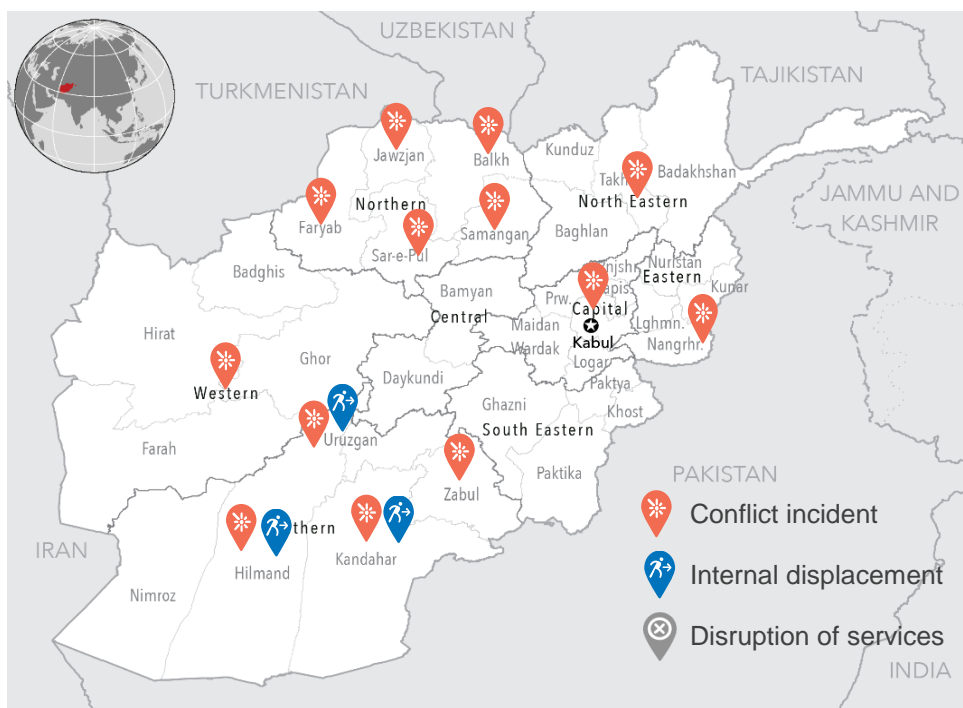 UZBEKISTAN
TAJIKISTAN
TURKMENISTAN
Jawzjan
Balkh
Kunduz
Takh
Badakhshan
JAMMU AND
KASHMIR
Northern
North Eastern
Faryab
Samangan
Baghlan
Sar-e-Pul
Nuristan
Badghis
Eastern
Kunar
Bamyan
Prw.
Capital
Central
Hirat
Maidan
Wardak
Lghmn.
Kabul
Nangrhr.
Ghor
Logar
Daykundi
Paktya
Western
Ghazni
Khost
Uruzgan
South Eastern
Farah
Paktika
PAKISTAN
Zabul
Conflict incident
IRAN
Kandahar
Hilmand
Internal displacement
Nimroz
Disruption of services
INDIA